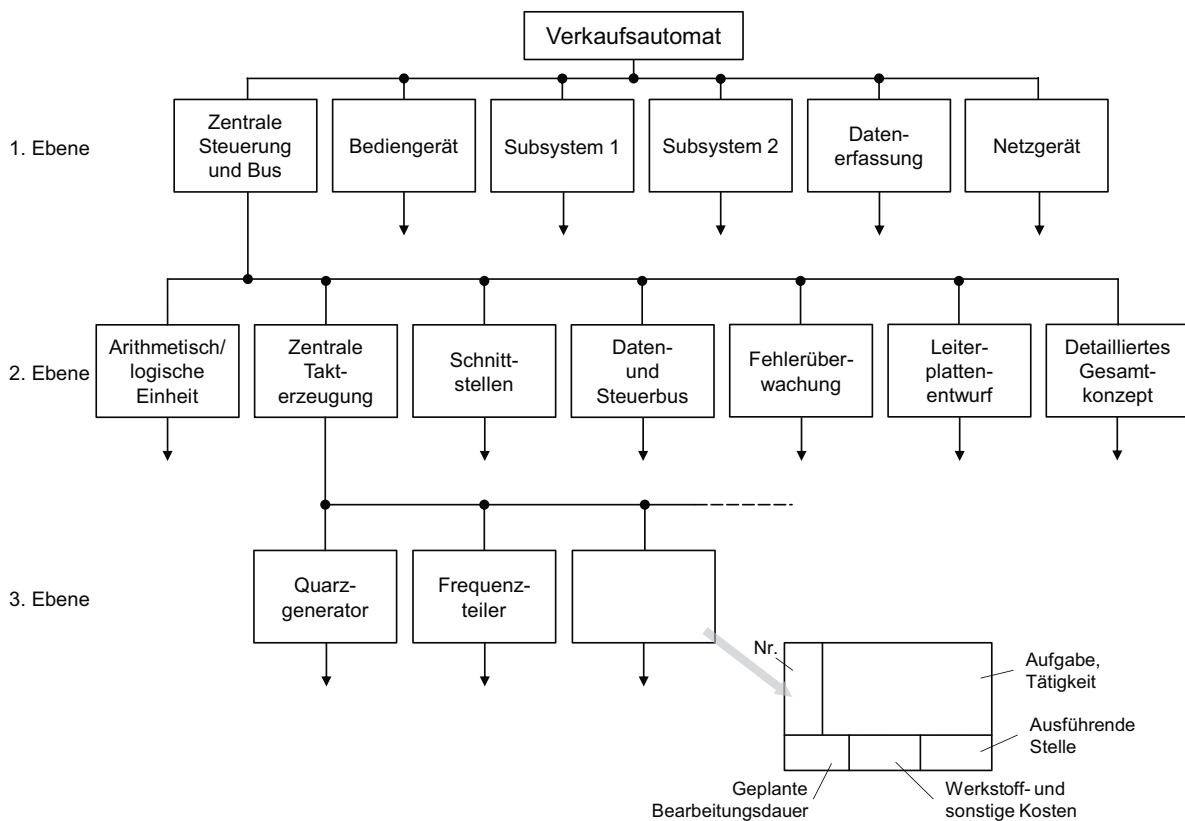 Verkaufsautomat
1. Ebene
Zentrale
Steuerung
und Bus
Bediengerät
Subsystem 1
Subsystem 2
Daten-
erfassung
Netzgerät
2. Ebene
Arithmetisch/
logische
Einheit
Zentrale
Takt-
erzeugung
Schnitt-
stellen
Daten-
und
Steuerbus
Fehlerüber-
wachung
Leiter-
platten-
entwurf
Detailliertes
Gesamt-
konzept
3. Ebene
Quarz-
generator
Frequenz-
teiler
Nr.
Aufgabe,
Tätigkeit
Ausführende
Stelle
Geplante
Bearbeitungsdauer
Werkstoff- und
sonstige Kosten